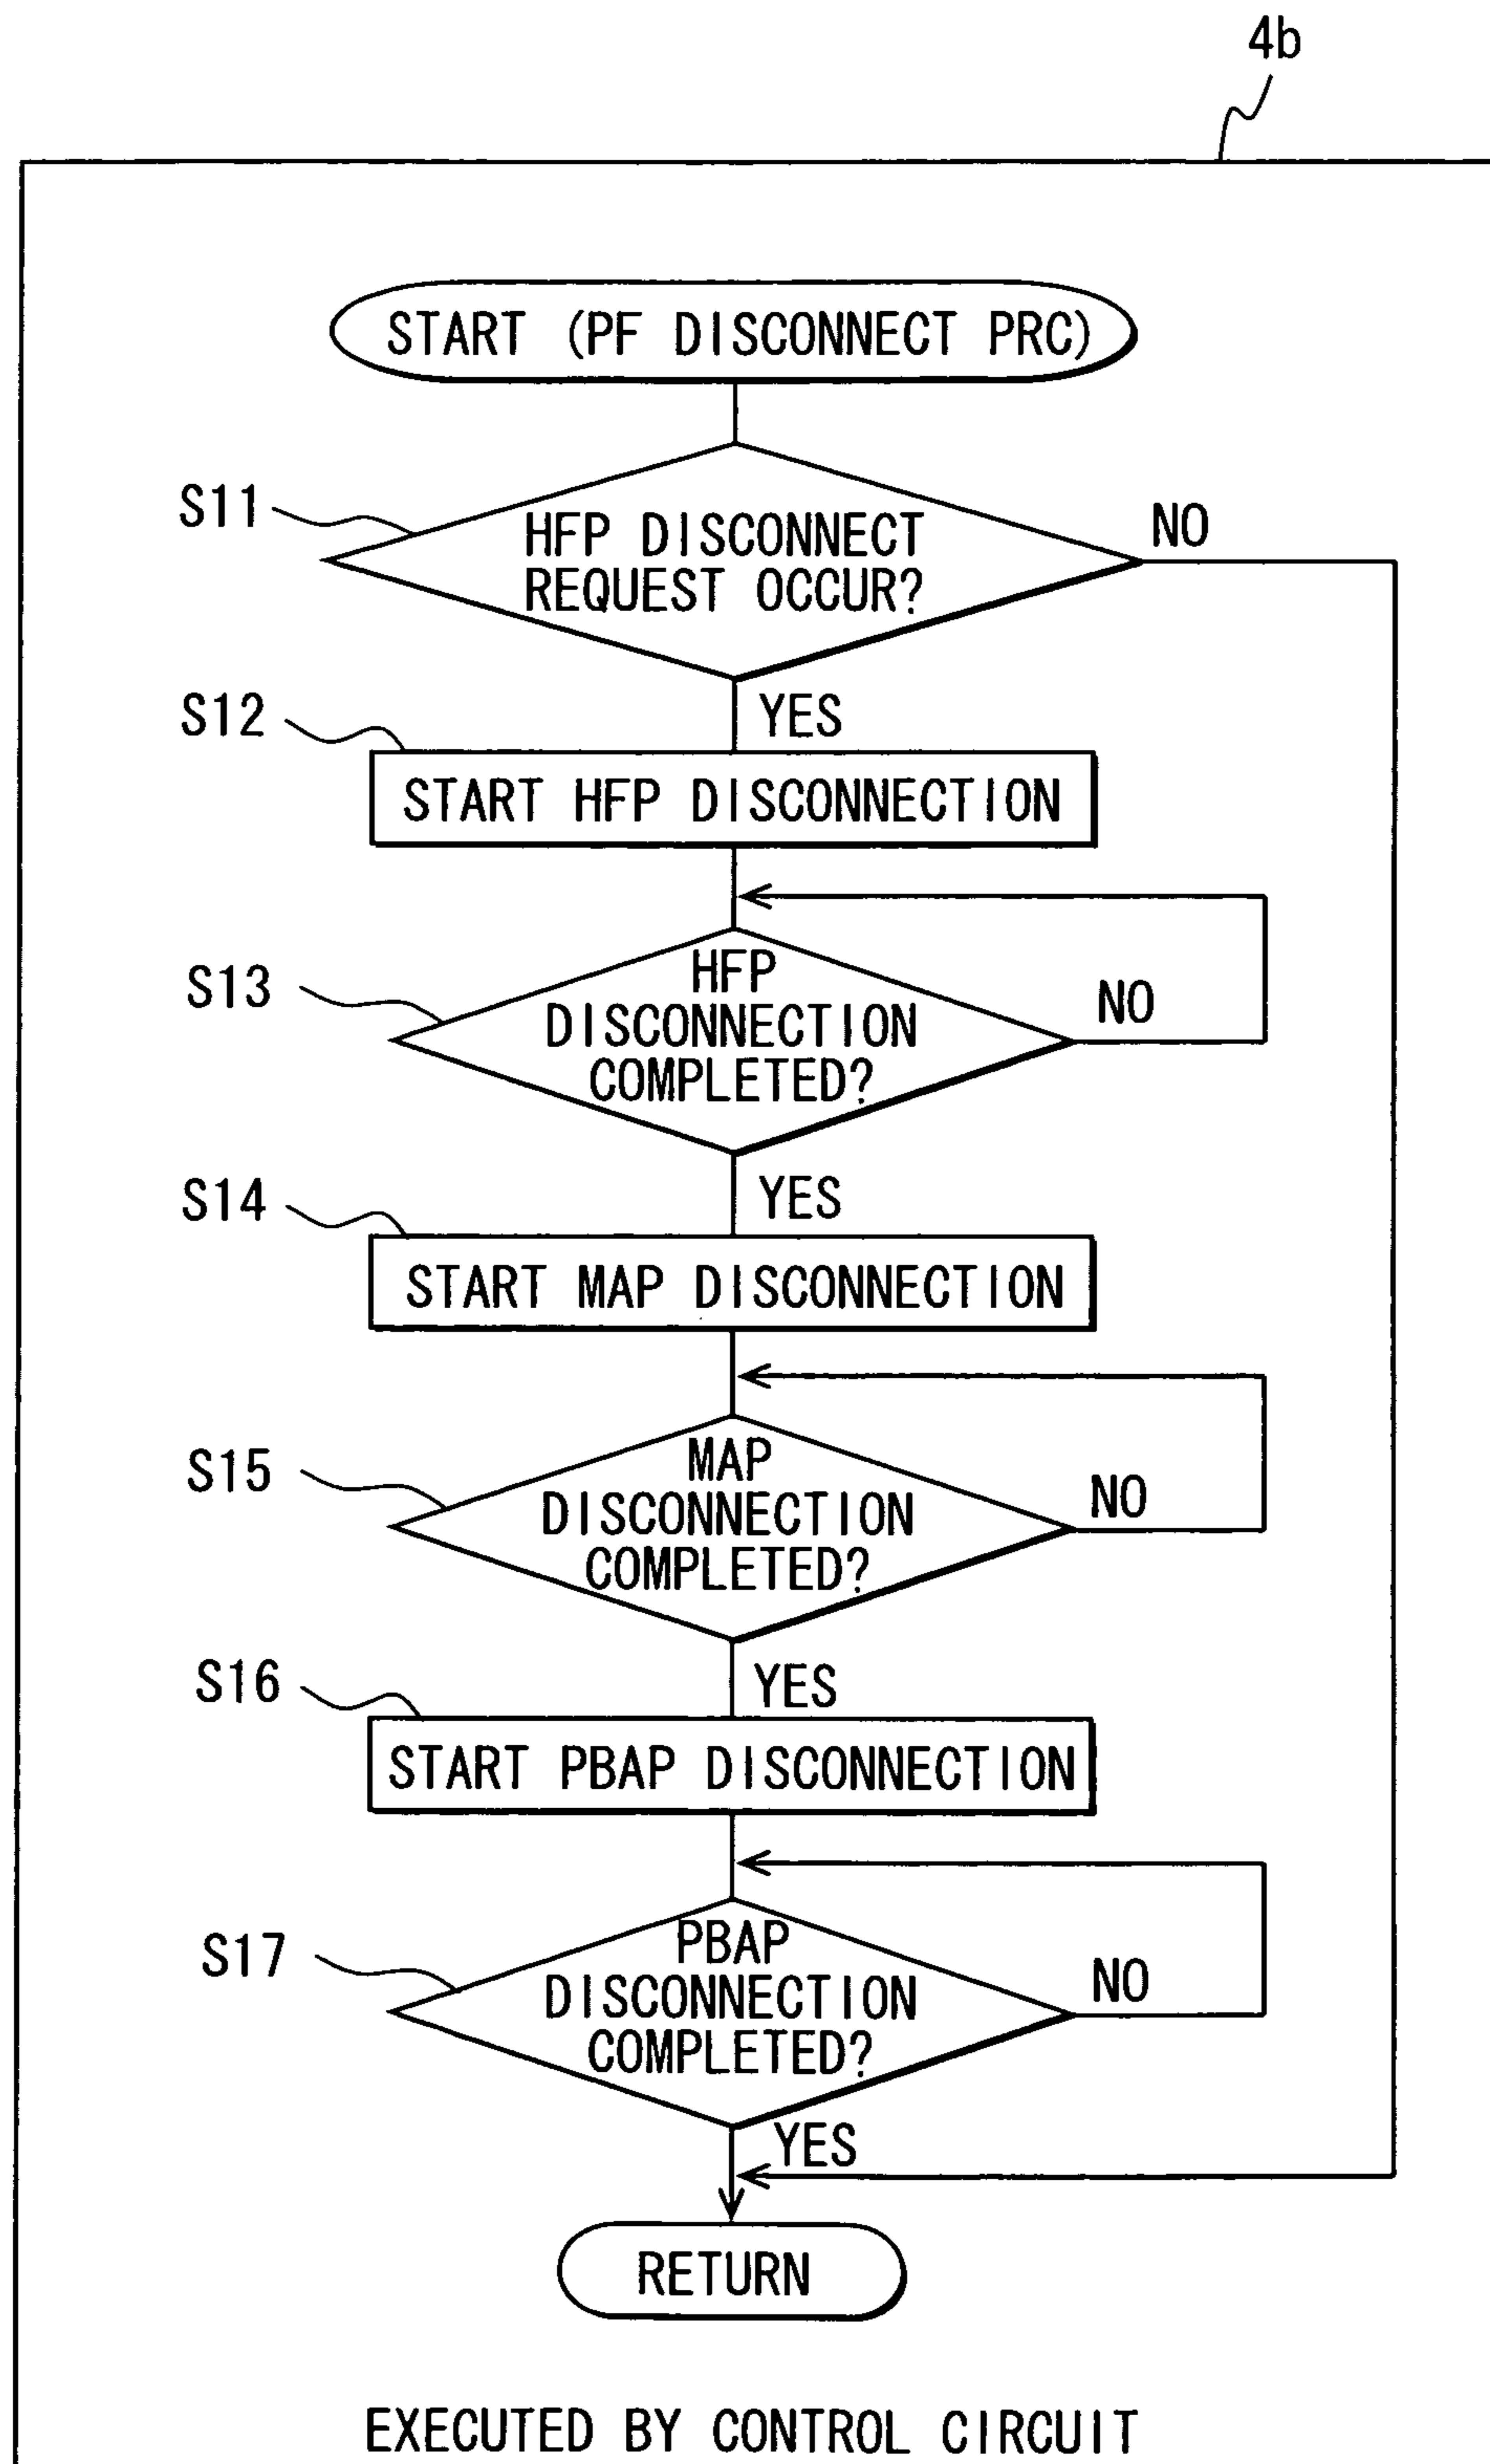 4b
START (PF DISCONNECT PRC)
S11
HFP DISCONNECT
REQUEST OCCUR?
NO
YES
S12
START HFP DISCONNECTION
S13
HFP
DISCONNECTION
COMPLETED?
NO
YES
S14
START MAP DISCONNECTION
S15
MAP
DISCONNECTION
COMPLETED?
NO
YES
S16
START PBAP DISCONNECTION
S17
PBAP
DISCONNECTION
COMPLETED?
NO
YES
RETURN
EXECUTED BY CONTROL CIRCUIT